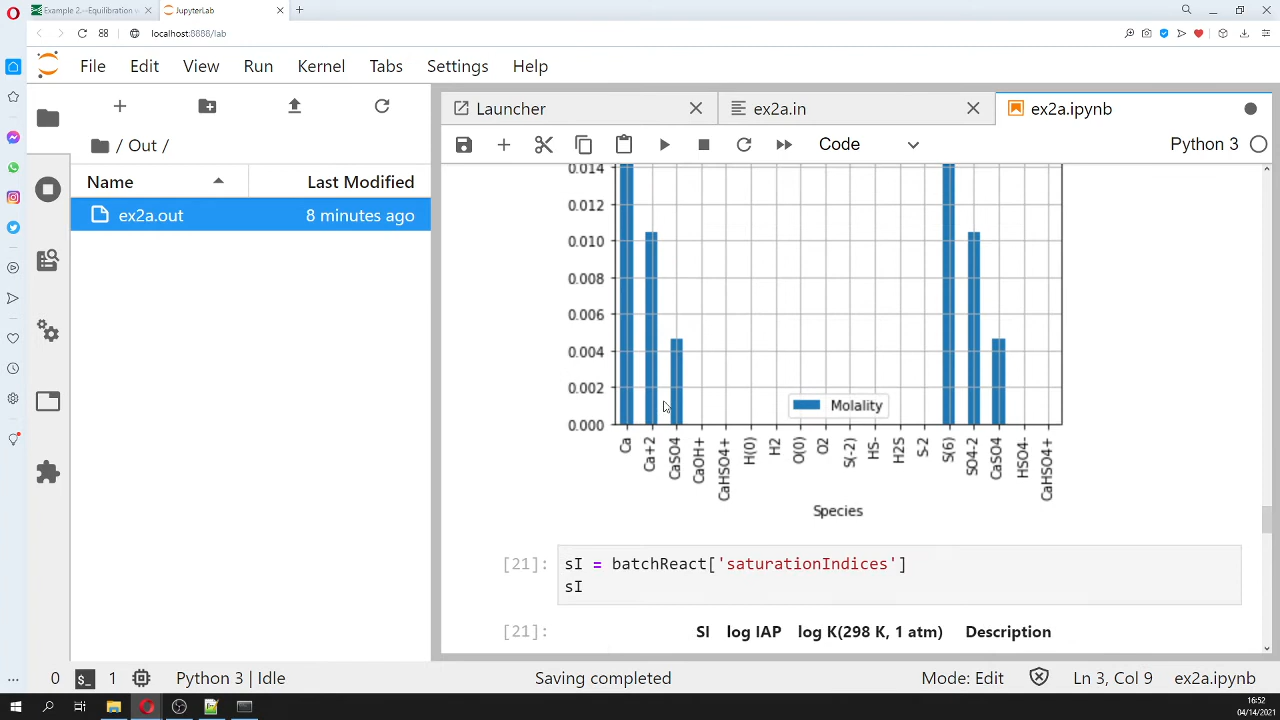 Example 2.--Equilibration v
JupyterLab
localhost:8888/lab
File Edit View Run Kernel Tabs Settings Help
/ Out /
Name Last Modified
ex2a.out 8 minutes ago
Launcher
ex2a.in
ex2a.ipynb
Code
Python 3
0.014
0.012
0.010
0.008
0.006
0.004
0.002
0.000
Molality
Ca
Ca+2
CaSO4
CaOH+
CaHSO4+
H(0)
H2
O(0)
O2
S(-2)
HS-
H2S
S-2
S(6)
SO4-2
CaSO4
HSO4-
CaHSO4+
Species
[21]:
sI = batchReact['saturationIndices']
sI
[21]:
SI log IAP log K(298 K, 1 atm) Description
0 1 Python 3 | Idle Saving completed Mode: Edit Ln 3, Col 9 ex2a.ipynb
16:52
04/14/2021